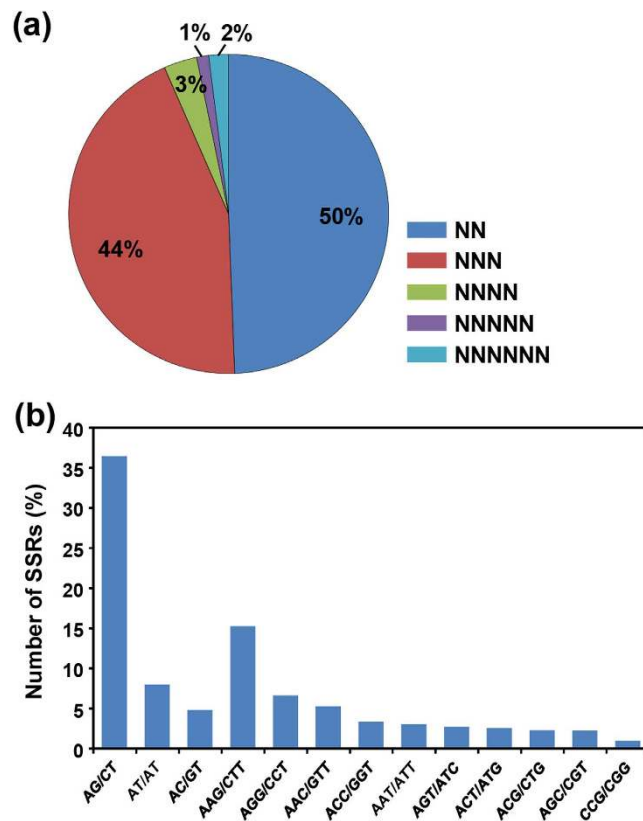 (a)
1% 2%
3%
50%
44%
NN
NNN
NNNN
NNNNN
NNNNNN
(b)
Number of SSRs (%)
40
35
30
25
20
15
10
5
0
AG/CT
AT/AT
AC/GT
AAG/CTT
AGG/CCT
AAC/GTT
ACC/GGT
AAT/ATT
AGT/ATC
ACT/ATG
ACG/CTG
AGC/CGT
CCG/CGG